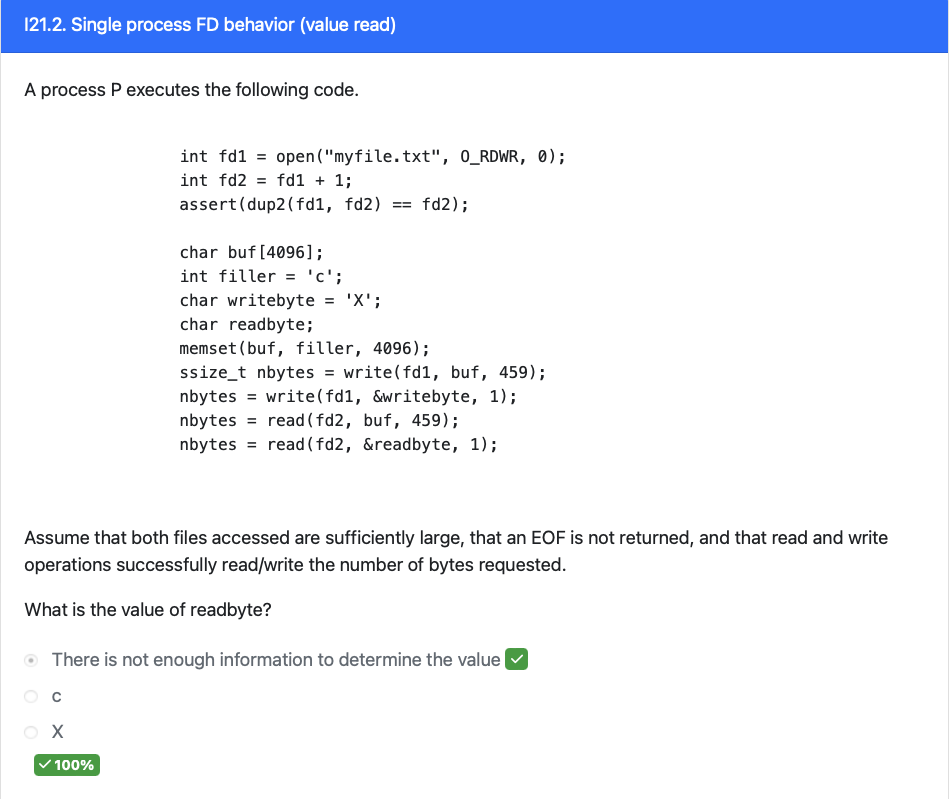 I21.2. Single process FD behavior (value read)
A process P executes the following code.
int fd1 = open("myfile.txt", O_RDWR, 0);
int fd2 = fd1 + 1;
assert(dup2(fd1, fd2) == fd2);
char buf[4096];
int filler = 'c';
char writebyte = 'X';
char readbyte;
memset(buf, filler, 4096);
ssize_t nbytes = write(fd1, buf, 459);
nbytes = write(fd1, &writebyte, 1);
nbytes = read(fd2, buf, 459);
nbytes = read(fd2, &readbyte, 1);
Assume that both files accessed are sufficiently large, that an EOF is not returned, and that read and write
operations successfully read/write the number of bytes requested.
What is the value of readbyte?
There is not enough information to determine the value
c
X
100%